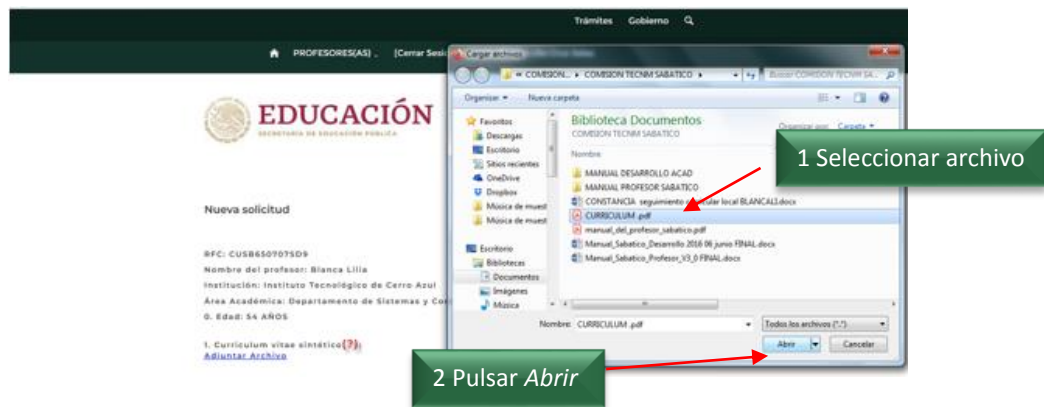 Trámites Gobierno
PROFESORES(AS) . [Cerrar Sesi
Cargar archivos
« COMISION... ▸ COMISION TECNM SABATICO ▸
Buscar COMISION TECNM SA...
Organizar Nueva carpeta
EDUCACIÓN
SECRETARÍA DE EDUCACIÓN PÚBLICA
Favoritos
Descargas
Escritorio
Sitios recientes
OneDrive
Dropbox
Música de muest
Música de muest
Escritorio
Bibliotecas
Documentos
Imágenes
Música
Biblioteca Documentos
COMISION TECNM SABATICO
Organizar por: Carpeta
Nombre
MANUAL DESARROLLO ACAD
MANUAL PROFESOR SABATICO
CONSTANCIA seguimiento curricular local BLANCALI.docx
CURRICULUM .pdf
manual_del_profesor_sabatico.pdf
Manual_Sabatico_Desarrollo 2016 06 junio FINAL.docx
Manual_Sabatico_Profesor_V3_0 FINAL.docx
1 Seleccionar archivo
Nombre: CURRICULUM .pdf
Todos los archivos (*.*)
Abrir Cancelar
Nueva solicitud
RFC: CUSB6507075D9
Nombre del profesor: Blanca Lilia
Institución: Instituto Tecnológico de Cerro Azul
Área Académica: Departamento de Sistemas y Co
0. Edad: 54 AÑOS
1. Curriculum vitae sintético(?):
Adjuntar Archivo
2 Pulsar Abrir